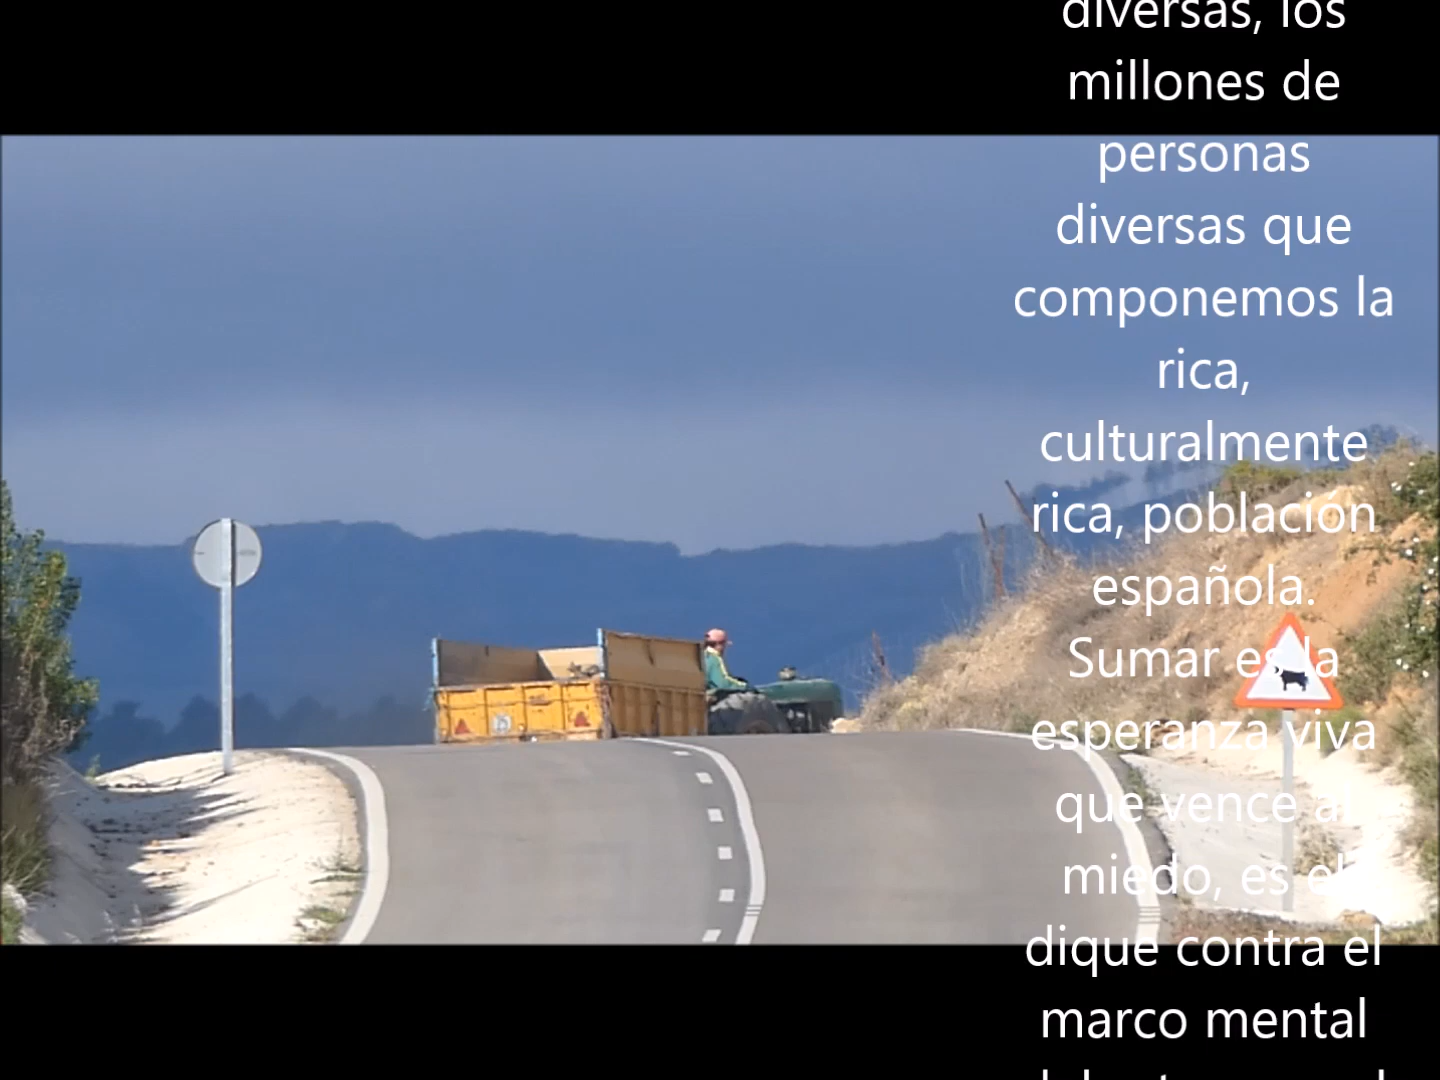 diversas, los
millones de
personas
diversas que
componemos la
rica,
culturalmente
rica, población
española.
Sumar es la
esperanza viva
que vence al
miedo, es el
dique contra el
marco mental